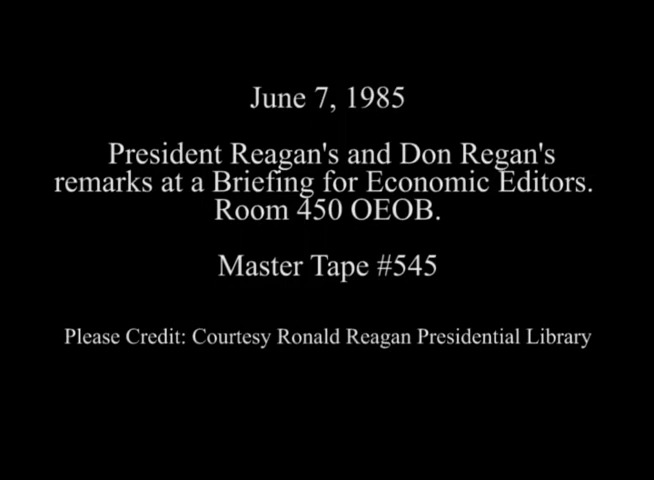 June 7, 1985
President Reagan's and Don Regan's
remarks at a Briefing for Economic Editors.
Room 450 OEOB.
Master Tape #545
Please Credit: Courtesy Ronald Reagan Presidential Library